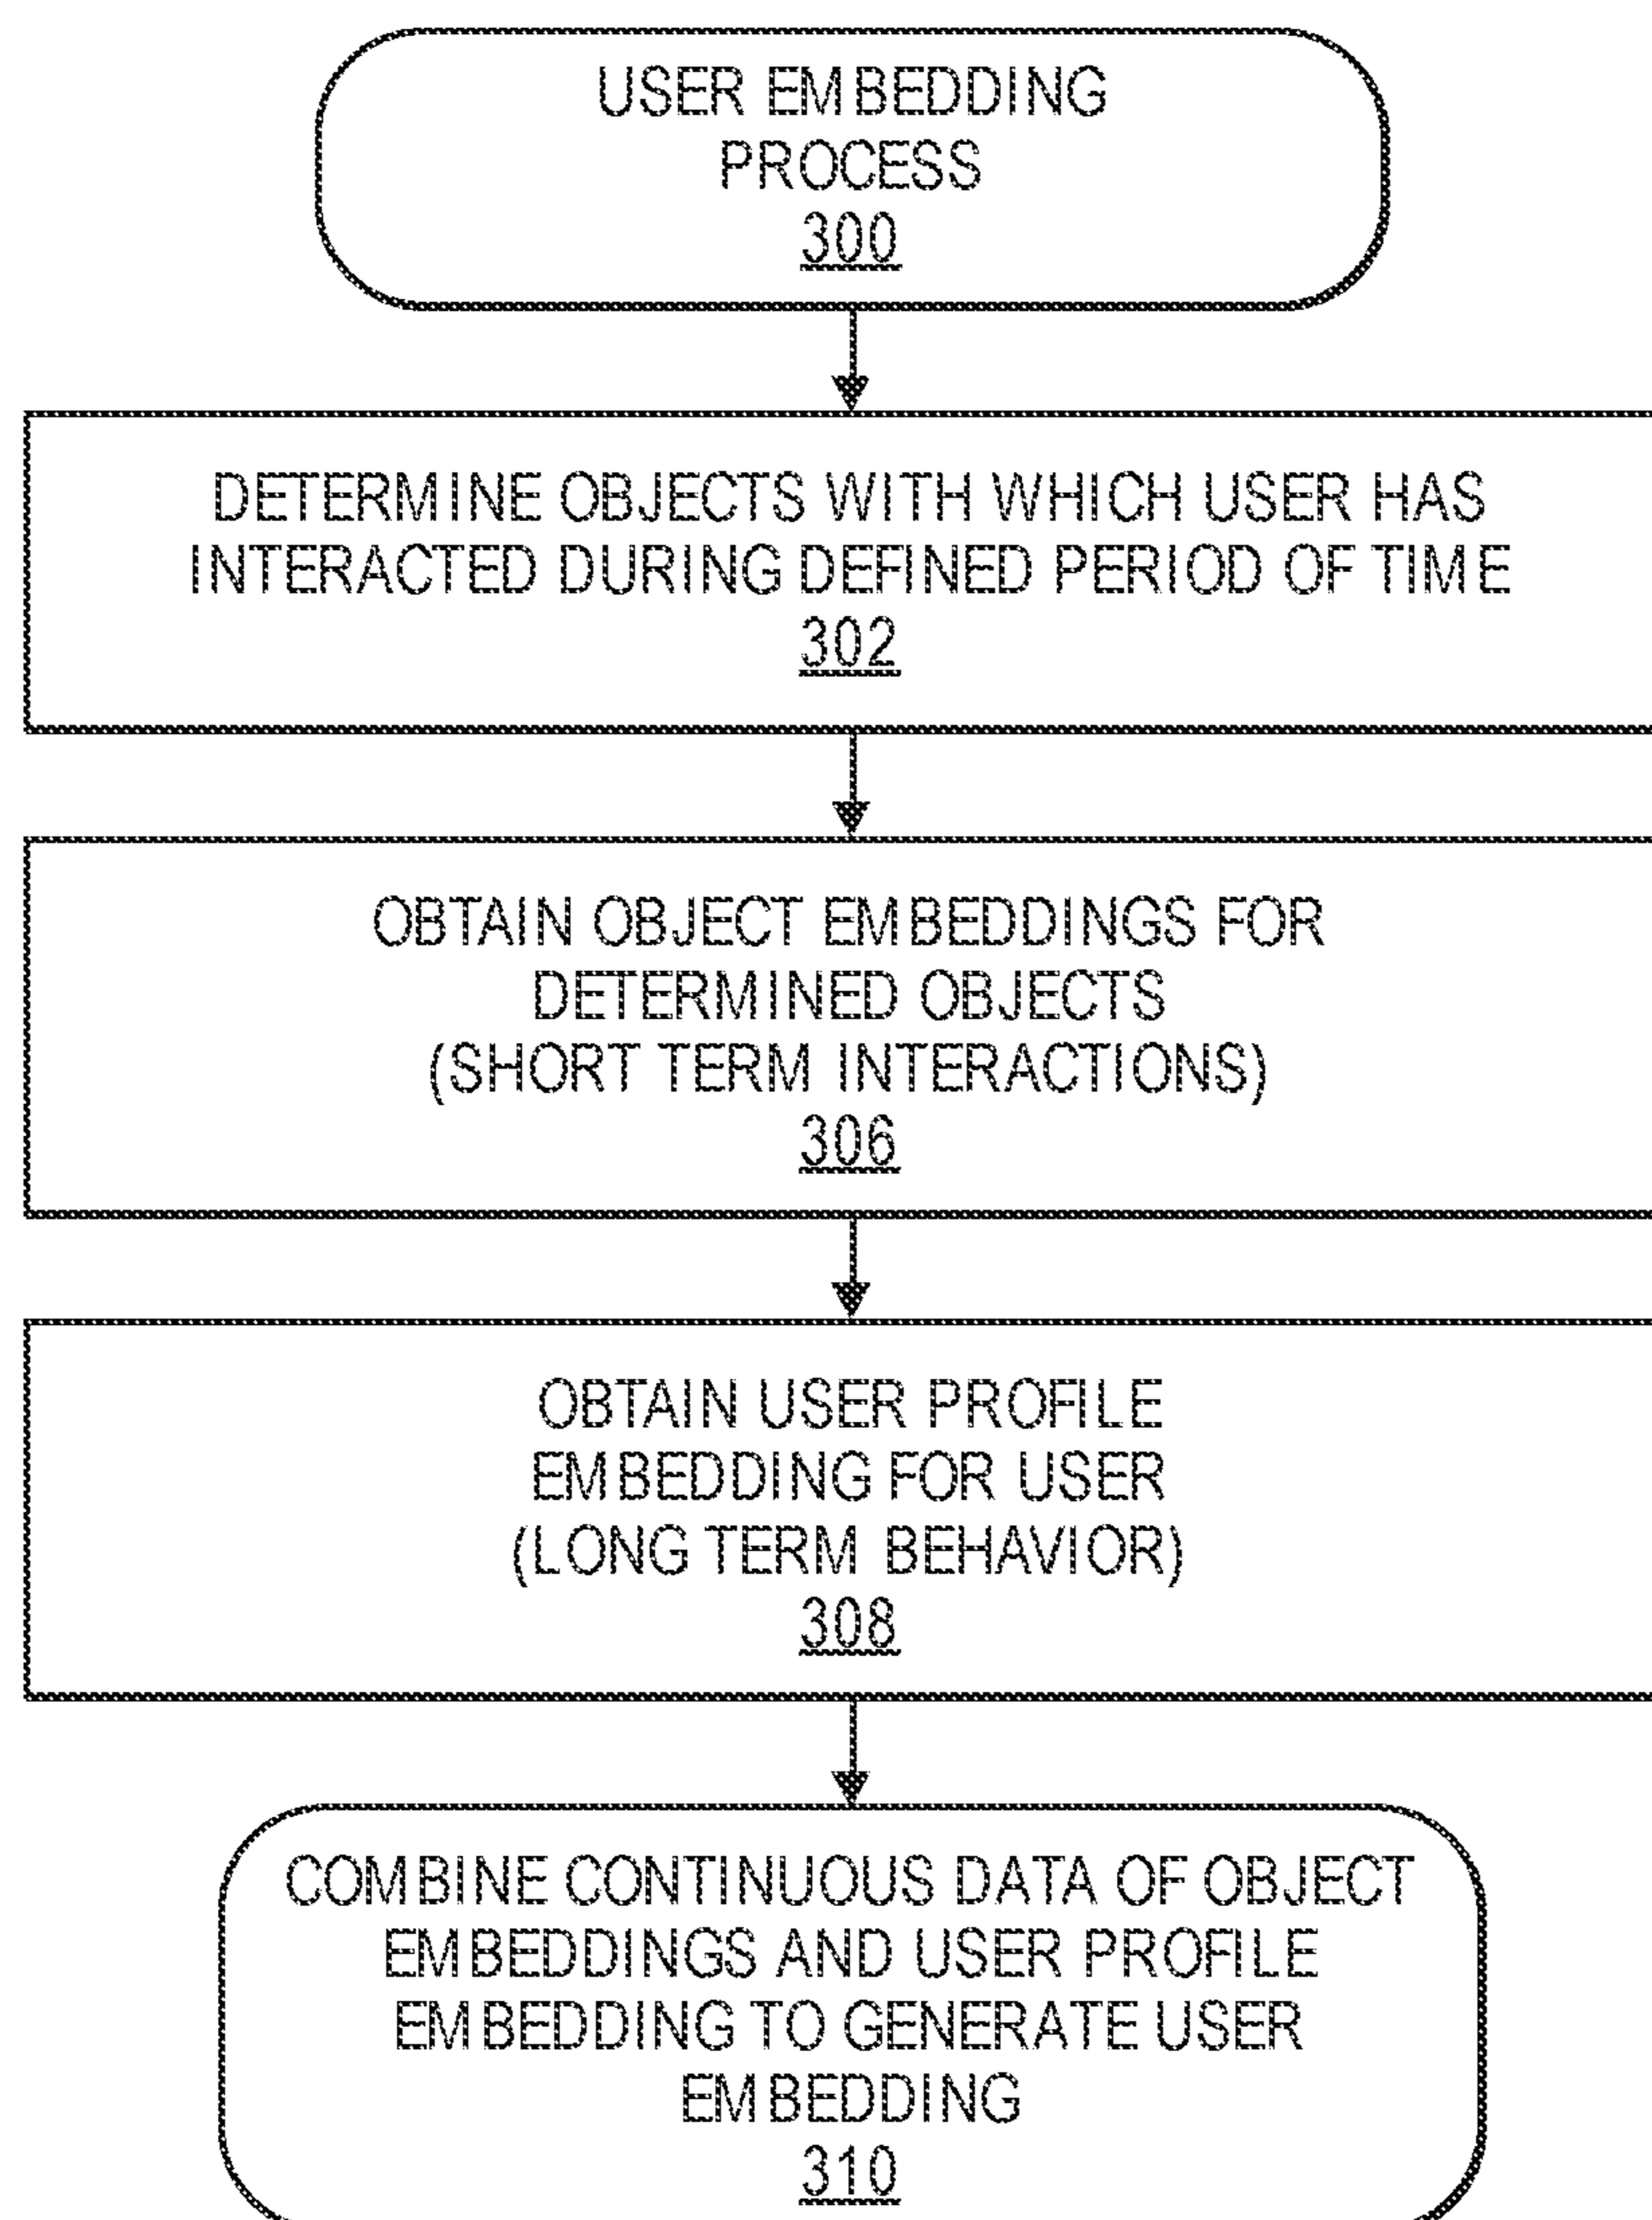 USER EMBEDDING
PROCESS
300
DETERMINE OBJECTS WITH WHICH USER HAS
INTERACTED DURING DEFINED PERIOD OF TIME
302
OBTAIN OBJECT EMBEDDINGS FOR
DETERMINED OBJECTS
(SHORT TERM INTERACTIONS)
306
OBTAIN USER PROFILE
EMBEDDING FOR USER
(LONG TERM BEHAVIOR)
308
COMBINE CONTINUOUS DATA OF OBJECT
EMBEDDINGS AND USER PROFILE
EMBEDDING TO GENERATE USER
EMBEDDING
310